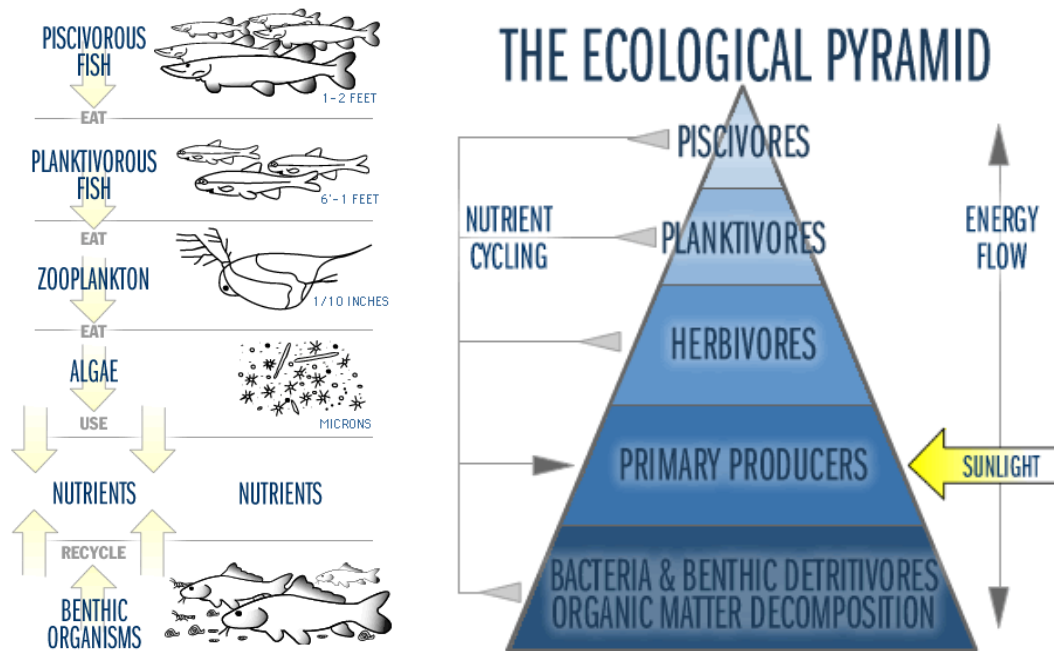 PISCIVOROUS
FISH
1-2 FEET
EAT
PLANKTIVOROUS
FISH
6'-1 FEET
EAT
ZOOPLANKTON
1/10 INCHES
EAT
ALGAE
MICRONS
USE
NUTRIENTS
NUTRIENTS
RECYCLE
BENTHIC
ORGANISMS
THE ECOLOGICAL PYRAMID
PISCIVORES
PLANKTIVORES
NUTRIENT
CYCLING
ENERGY
FLOW
HERBIVORES
PRIMARY PRODUCERS
SUNLIGHT
BACTERIA & BENTHIC DETRITIVORES
ORGANIC MATTER DECOMPOSITION